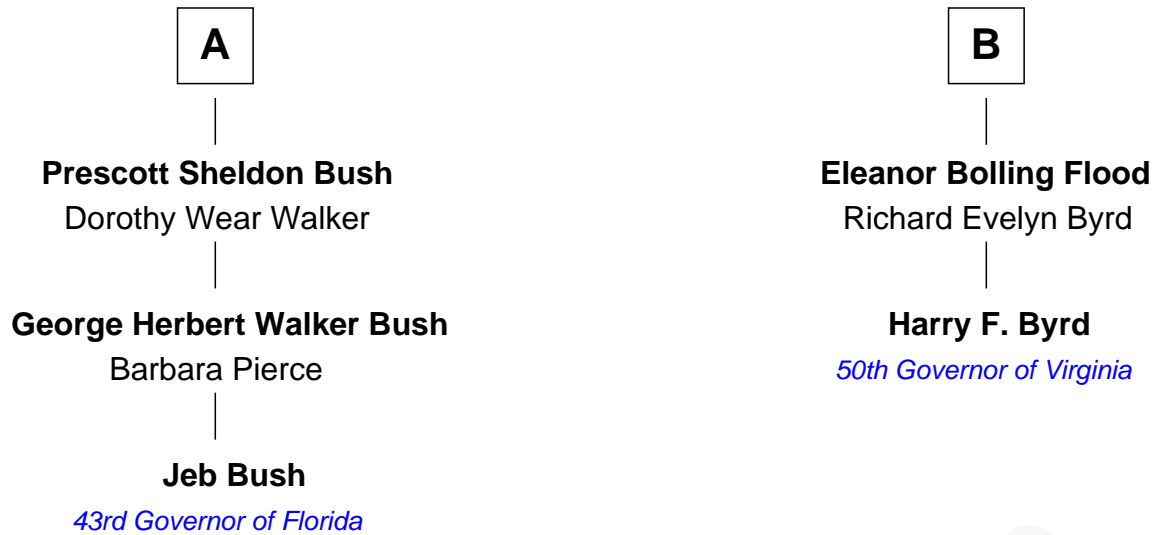 A
B
Prescott Sheldon Bush
Dorothy Wear Walker
Eleanor Bolling Flood
Richard Evelyn Byrd
George Herbert Walker Bush
Barbara Pierce
Harry F. Byrd
50th Governor of Virginia
Jeb Bush
43rd Governor of Florida